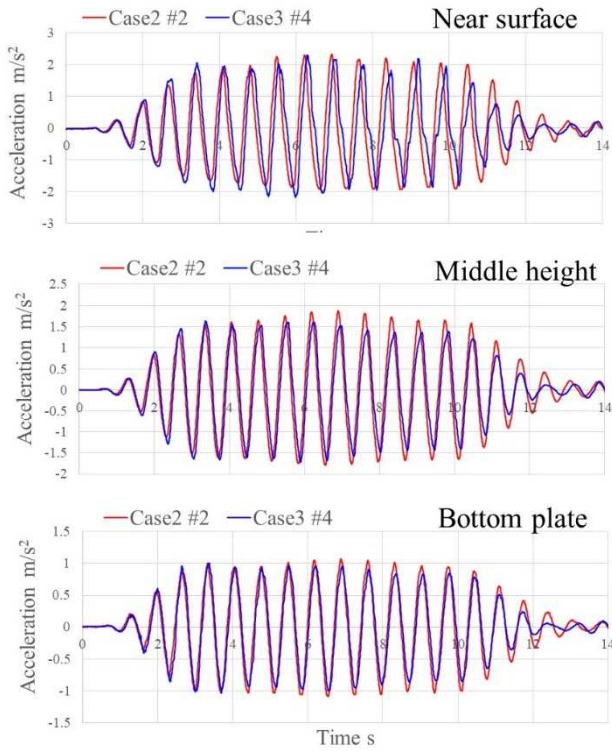 Case2 #2 Case3 #4 Near surface
Acceleration m/s²
3
2
1
0
-1
-2
-3
0 2 4 6 8 10 12 14
Case2 #2 Case3 #4 Middle height
Acceleration m/s²
2.5
2
1.5
1
0.5
0
-0.5
-1
-1.5
-2
0 2 4 6 8 10 12 14
Case2 #2 Case3 #4 Bottom plate
Acceleration m/s²
1.5
1
0.5
0
-0.5
-1
-1.5
0 2 4 6 8 10 12 14
Time s